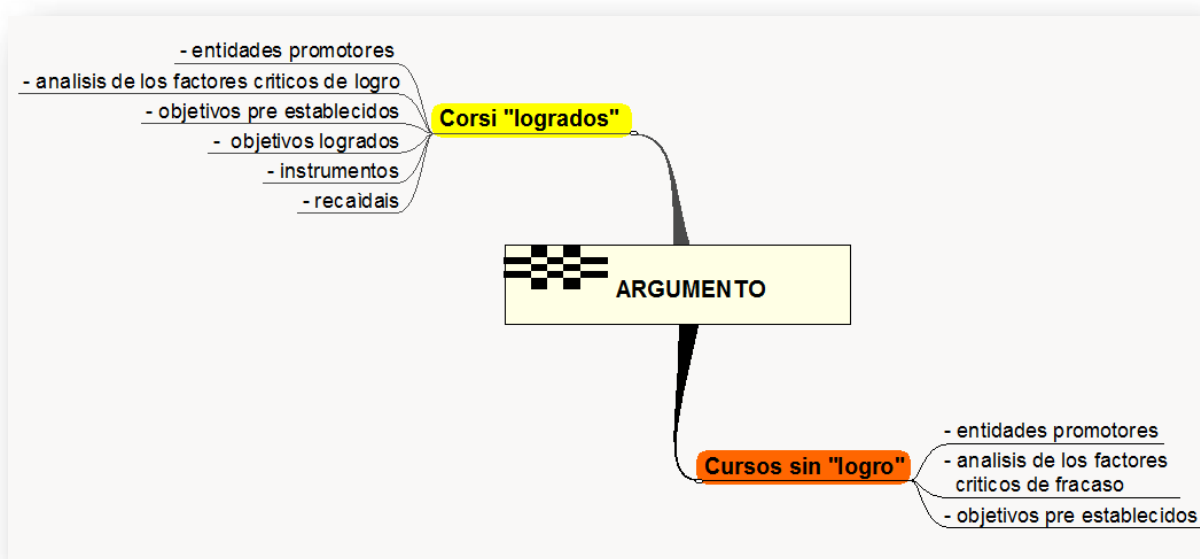 - entidades promotores
- analisis de los factores criticos de logro
- objetivos pre establecidos
- objetivos logrados
- instrumentos
- recaìdais
Corsi "logrados"
ARGUMENTO
Cursos sin "logro"
- entidades promotores
- analisis de los factores
criticos de fracaso
- objetivos pre establecidos